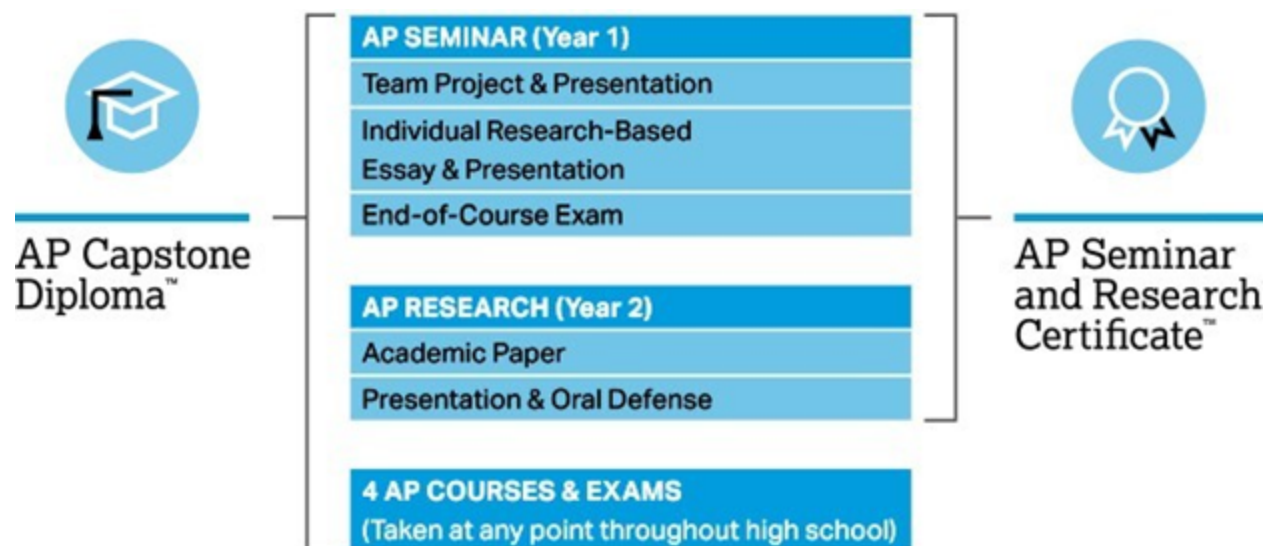 AP Capstone
Diploma™
AP SEMINAR (Year 1)
Team Project & Presentation
Individual Research-Based
Essay & Presentation
End-of-Course Exam
AP RESEARCH (Year 2)
Academic Paper
Presentation & Oral Defense
4 AP COURSES & EXAMS
(Taken at any point throughout high school)
AP Seminar
and Research
Certificate™